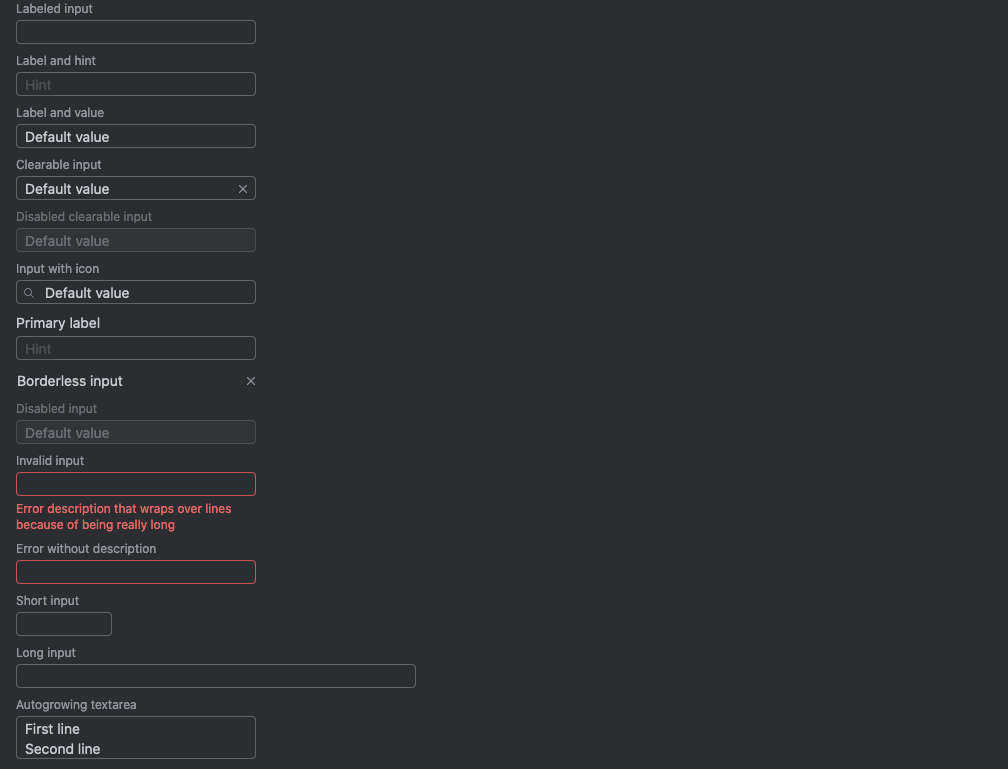 Labeled input
Label and hint
Hint
Label and value
Default value
Clearable input
Default value
Disabled clearable input
Default value
Input with icon
Default value
Primary label
Hint
Borderless input
Disabled input
Default value
Invalid input
Error description that wraps over lines
because of being really long
Error without description
Short input
Long input
Autogrowing textarea
First line
Second line